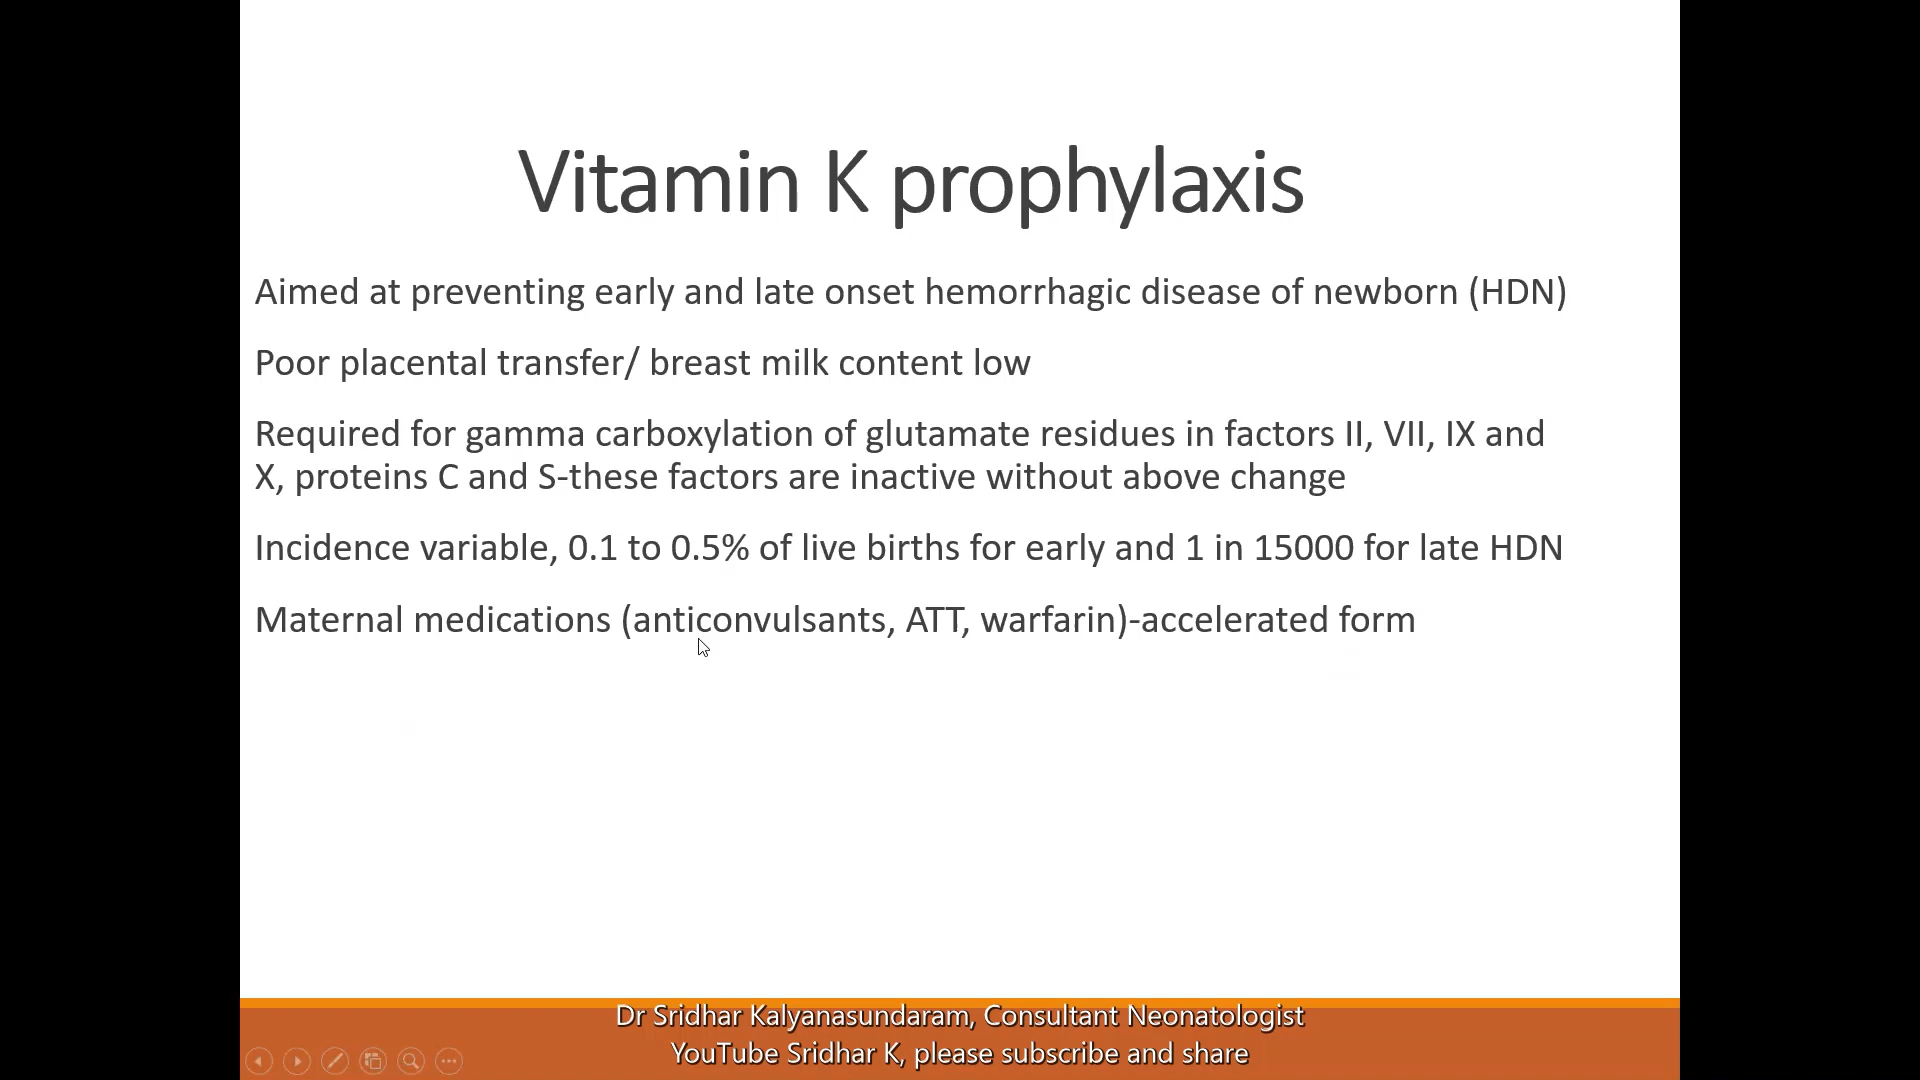 Vitamin K prophylaxis
Aimed at preventing early and late onset hemorrhagic disease of newborn (HDN)
Poor placental transfer/ breast milk content low
Required for gamma carboxylation of glutamate residues in factors II, VII, IX and
X, proteins C and S-these factors are inactive without above change
Incidence variable, 0.1 to 0.5% of live births for early and 1 in 15000 for late HDN
Maternal medications (anticonvulsants, ATT, warfarin)-accelerated form
Dr Sridhar Kalyanasundaram, Consultant Neonatologist
YouTube Sridhar K, please subscribe and share